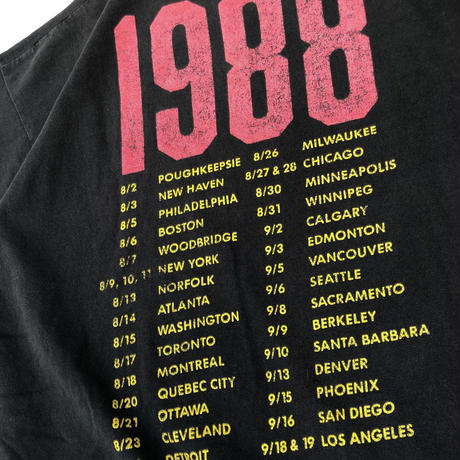 1988
8/2 POUGHKEEPSIE
8/3 NEW HAVEN
8/5 PHILADELPHIA
8/6 BOSTON
8/7 WOODBRIDGE
8/9, 10, 11 NEW YORK
8/13 NORFOLK
8/14 ATLANTA
8/15 WASHINGTON
8/17 TORONTO
8/18 MONTREAL
8/20 QUEBEC CITY
8/21 OTTAWA
8/23 CLEVELAND
DETROIT
8/26 MILWAUKEE
8/27 & 28 CHICAGO
8/30 MINNEAPOLIS
8/31 WINNIPEG
9/2 CALGARY
9/3 EDMONTON
9/5 VANCOUVER
9/6 SEATTLE
9/8 SACRAMENTO
9/9 BERKELEY
9/10 SANTA BARBARA
9/13 DENVER
9/15 PHOENIX
9/16 SAN DIEGO
9/18 & 19 LOS ANGELES